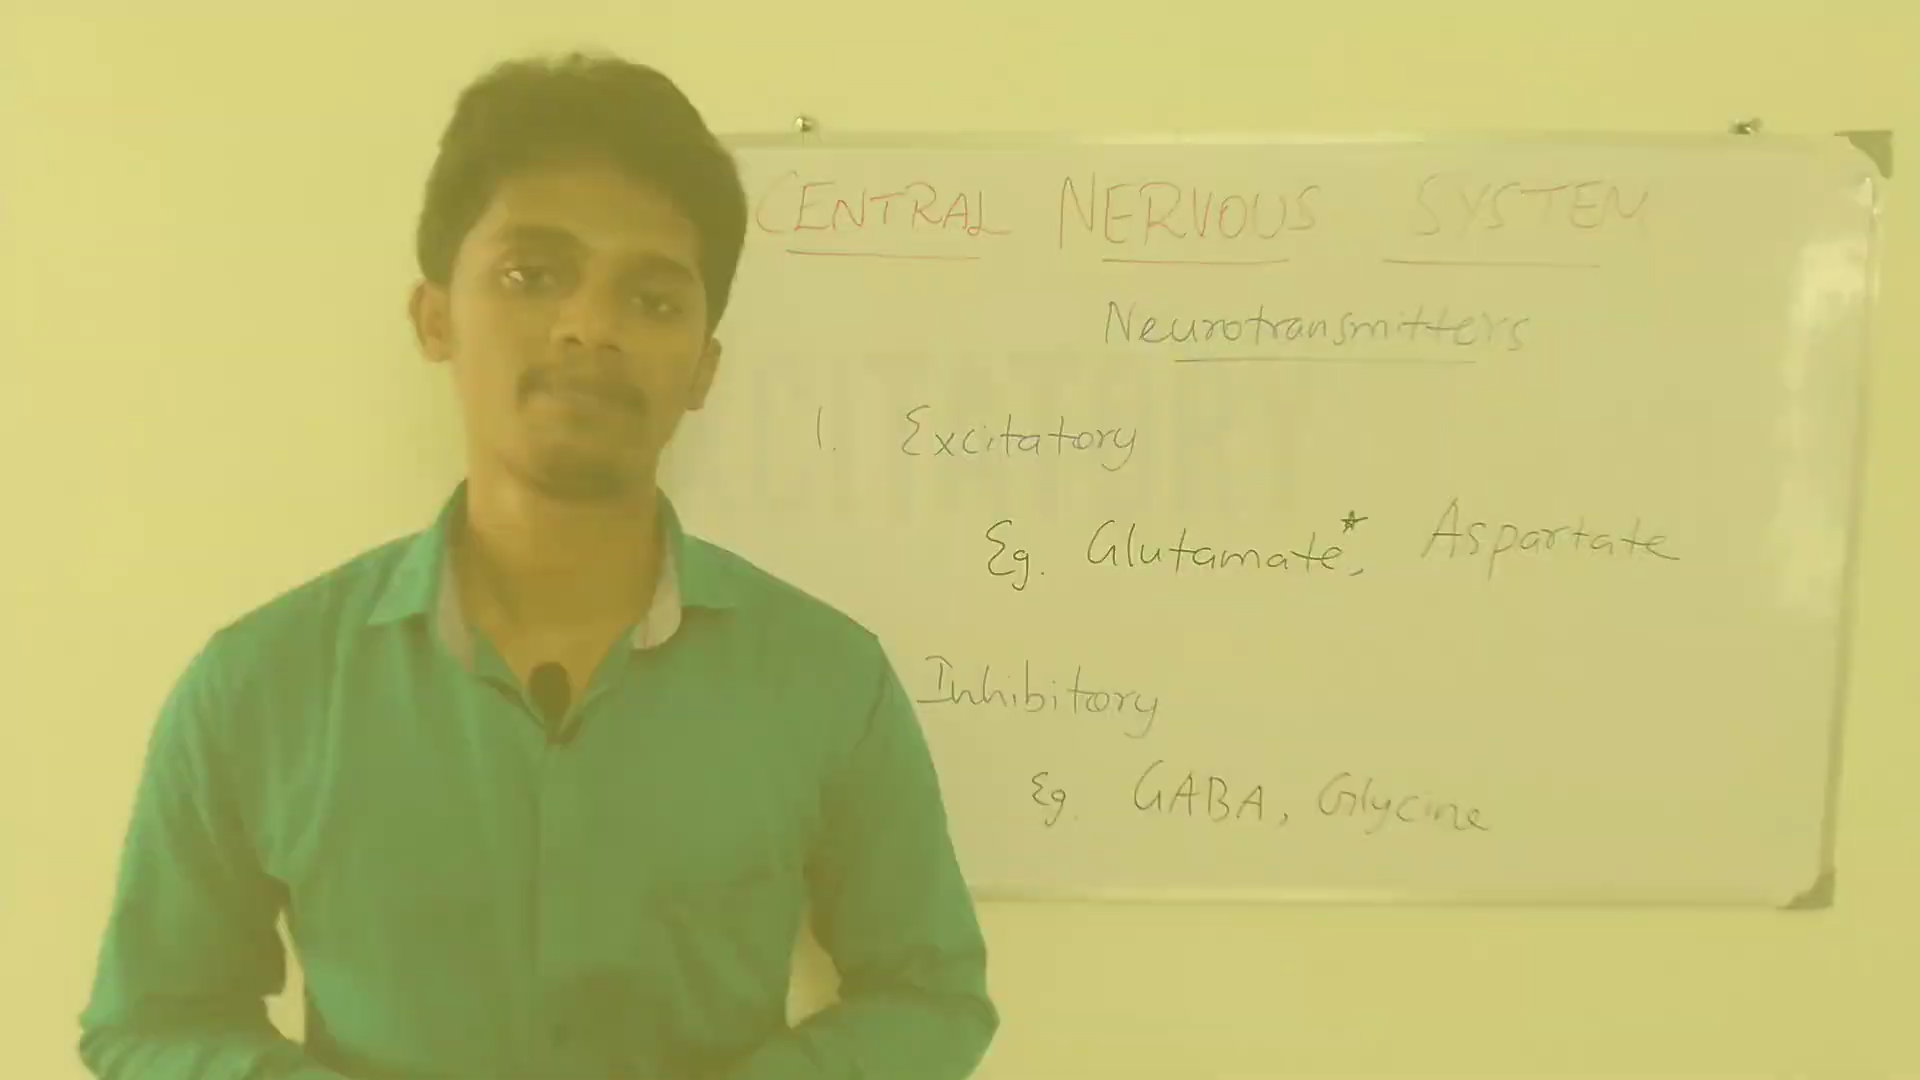 CENTRAL NERVOUS SYSTEM
Neurotransmitters
1. Excitatory
Eg. Glutamate*, Aspartate
Inhibitory
Eg. GABA, Glycine